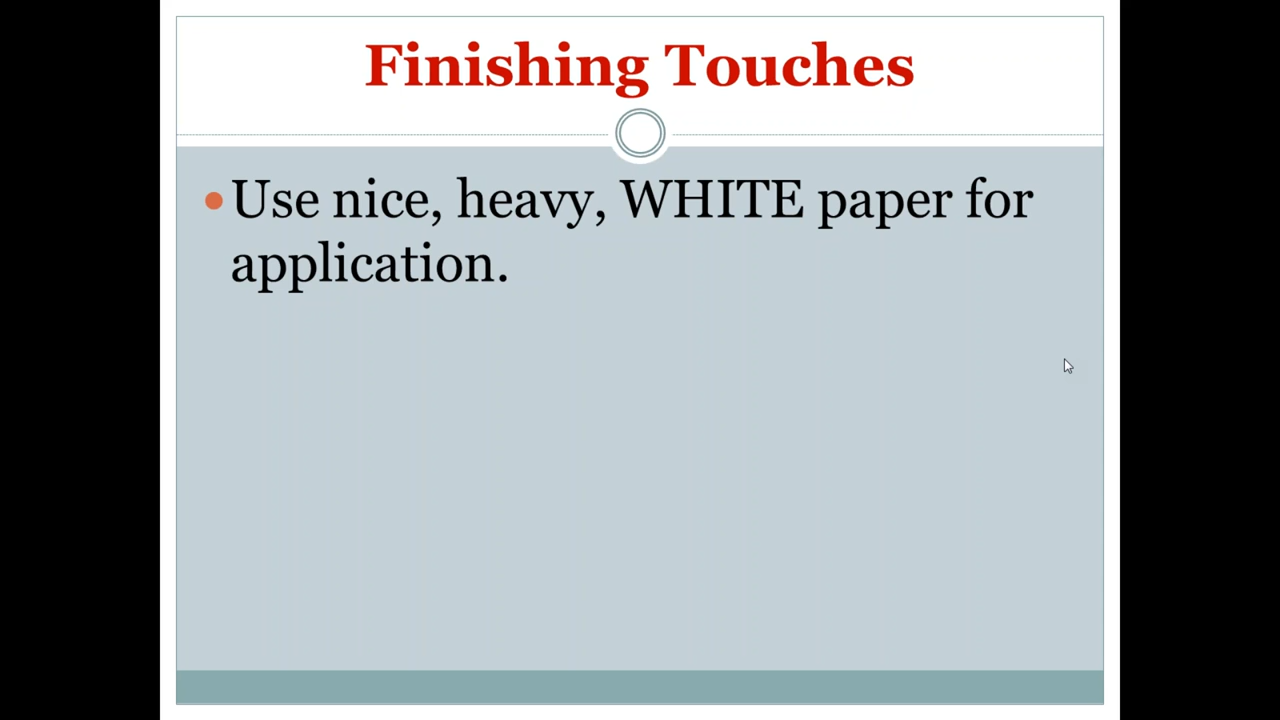 Finishing Touches
Use nice, heavy, WHITE paper for
application.